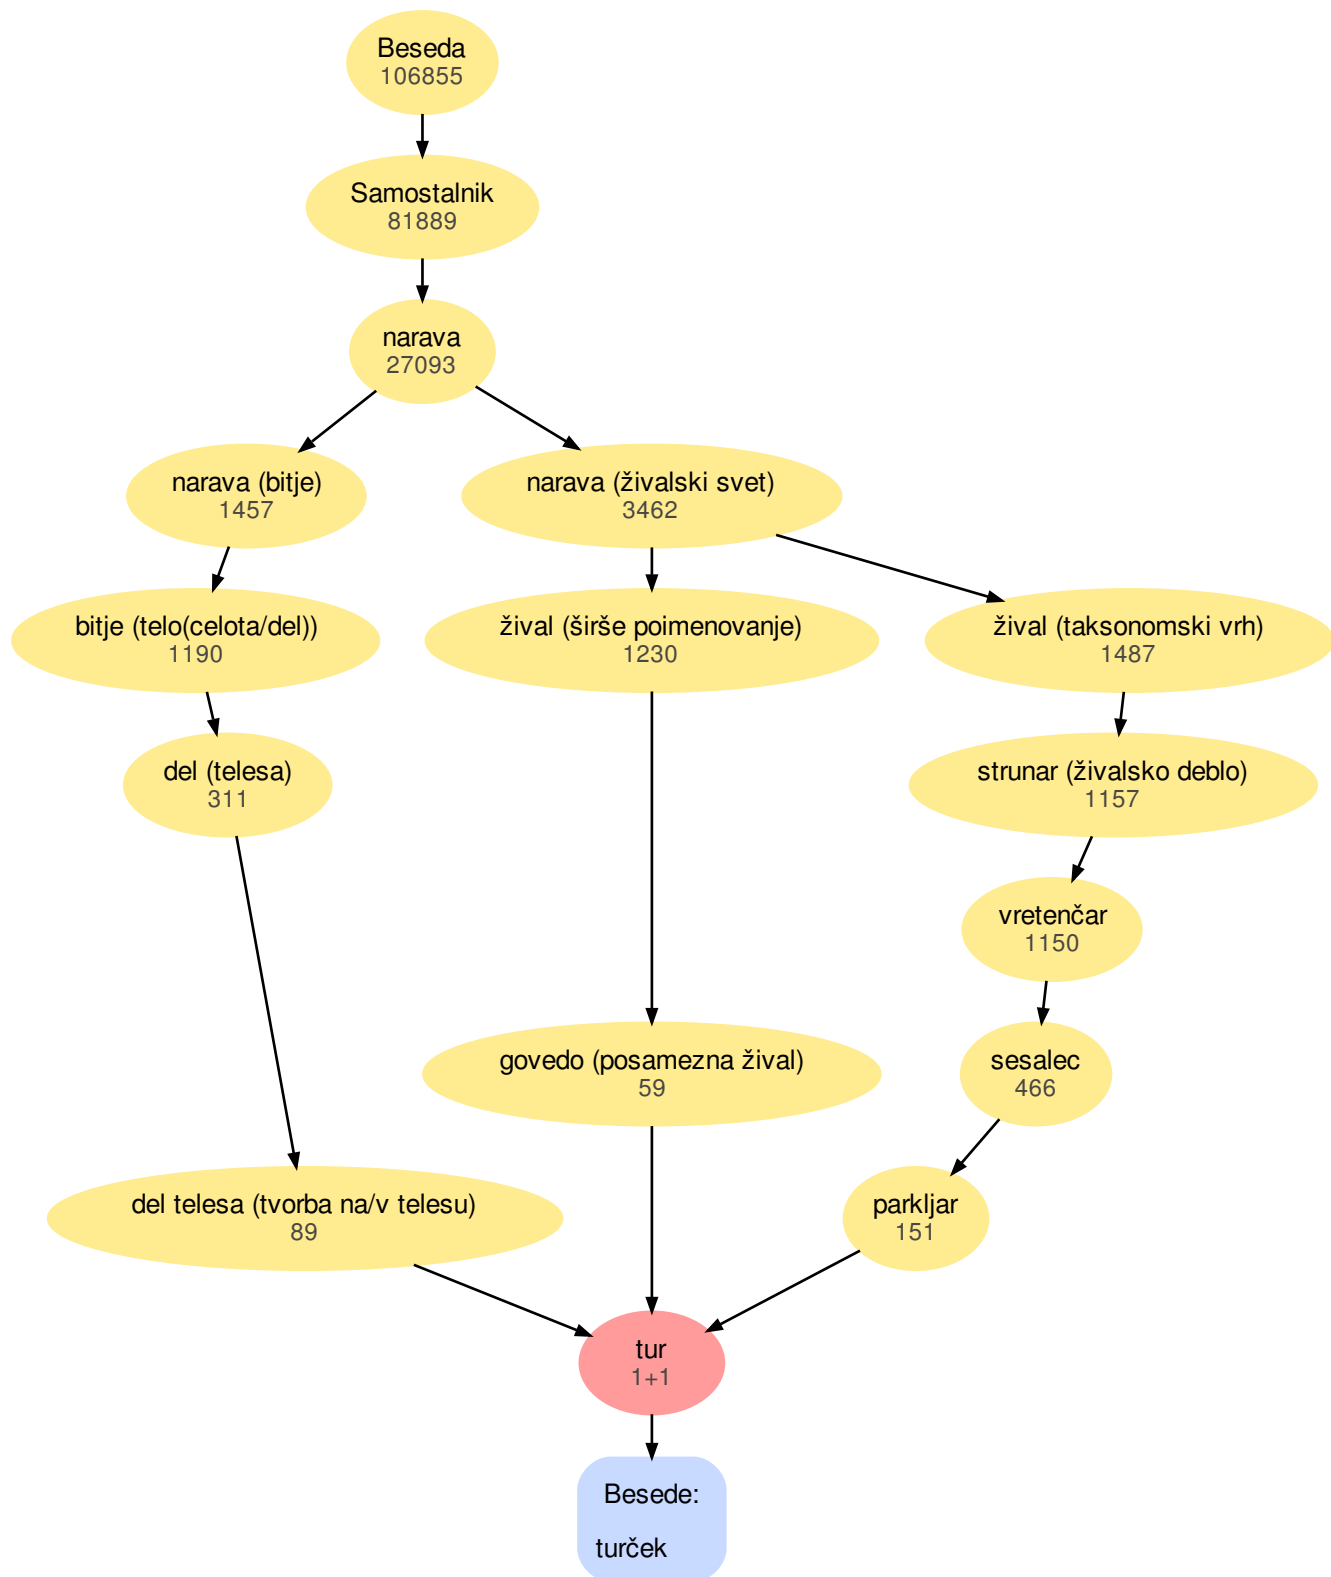 Beseda
106855
Samostalnik
81889
narava
27093
narava (bitje)
1457
narava (živalski svet)
3462
bitje (telo(celota/del))
1190
žival (širše poimenovanje)
1230
žival (taksonomski vrh)
1487
del (telesa)
311
strunar (živalsko deblo)
1157
vretenčar
1150
govedo (posamezna žival)
59
sesalec
466
del telesa (tvorba na/v telesu)
89
parkljar
151
tur
1+1
Besede:
turček